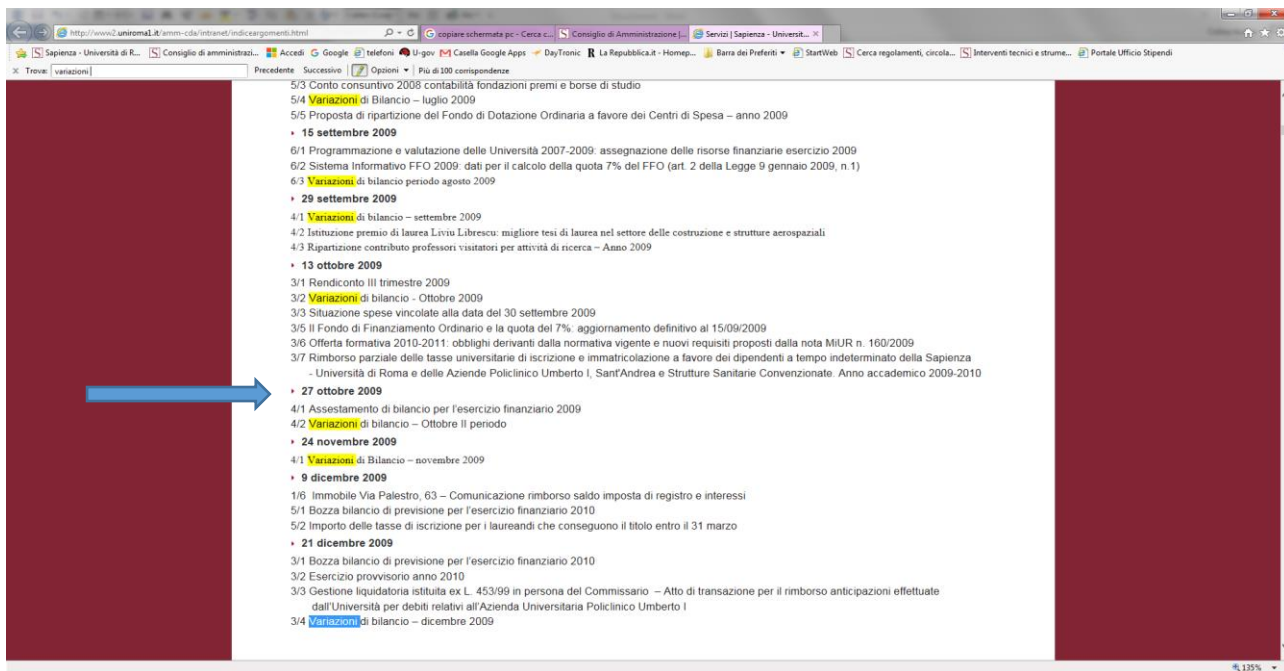 http://www2.uniroma1.it/amm-cda/intranet/indiceargomenti.html
copiare schermata pc - Cerca c...
Consiglio di Amministrazione |...
Servizi | Sapienza - Universit...
Sapienza - Università di R...
Consiglio di amministrazi...
Accedi
Google
telefoni
U-gov
Casella Google Apps
DayTronic
La Repubblica.it - Homep...
Barra dei Preferiti
StartWeb
Cerca regolamenti, circola...
Interventi tecnici e strume...
Portale Ufficio Stipendi
X Trova: variazioni
Precedente Successivo Opzioni Più di 100 corrispondenze
5/3 Conto consuntivo 2008 contabilità fondazioni premi e borse di studio
5/4 Variazioni di Bilancio – luglio 2009
5/5 Proposta di ripartizione del Fondo di Dotazione Ordinaria a favore dei Centri di Spesa – anno 2009
15 settembre 2009
6/1 Programmazione e valutazione delle Università 2007-2009: assegnazione delle risorse finanziarie esercizio 2009
6/2 Sistema Informativo FFO 2009: dati per il calcolo della quota 7% del FFO (art. 2 della Legge 9 gennaio 2009, n.1)
6/3 Variazioni di bilancio periodo agosto 2009
29 settembre 2009
4/1 Variazioni di bilancio – settembre 2009
4/2 Istituzione premio di laurea Liviu Librescu: migliore tesi di laurea nel settore delle costruzione e strutture aerospaziali
4/3 Ripartizione contributo professori visitatori per attività di ricerca – Anno 2009
13 ottobre 2009
3/1 Rendiconto III trimestre 2009
3/2 Variazioni di bilancio - Ottobre 2009
3/3 Situazione spese vincolate alla data del 30 settembre 2009
3/5 Il Fondo di Finanziamento Ordinario e la quota del 7%: aggiornamento definitivo al 15/09/2009
3/6 Offerta formativa 2010-2011: obblighi derivanti dalla normativa vigente e nuovi requisiti proposti dalla nota MiUR n. 160/2009
3/7 Rimborso parziale delle tasse universitarie di iscrizione e immatricolazione a favore dei dipendenti a tempo indeterminato della Sapienza
- Università di Roma e delle Aziende Policlinico Umberto I, Sant'Andrea e Strutture Sanitarie Convenzionate. Anno accademico 2009-2010
27 ottobre 2009
4/1 Assestamento di bilancio per l'esercizio finanziario 2009
4/2 Variazioni di bilancio – Ottobre II periodo
24 novembre 2009
4/1 Variazioni di Bilancio – novembre 2009
9 dicembre 2009
1/6 Immobile Via Palestro, 63 – Comunicazione rimborso saldo imposta di registro e interessi
5/1 Bozza bilancio di previsione per l'esercizio finanziario 2010
5/2 Importo delle tasse di iscrizione per i laureandi che conseguono il titolo entro il 31 marzo
21 dicembre 2009
3/1 Bozza bilancio di previsione per l'esercizio finanziario 2010
3/2 Esercizio provvisorio anno 2010
3/3 Gestione liquidatoria istituita ex L. 453/99 in persona del Commissario – Atto di transazione per il rimborso anticipazioni effettuate
dall'Università per debiti relativi all'Azienda Universitaria Policlinico Umberto I
3/4 Variazioni di bilancio – dicembre 2009
135%